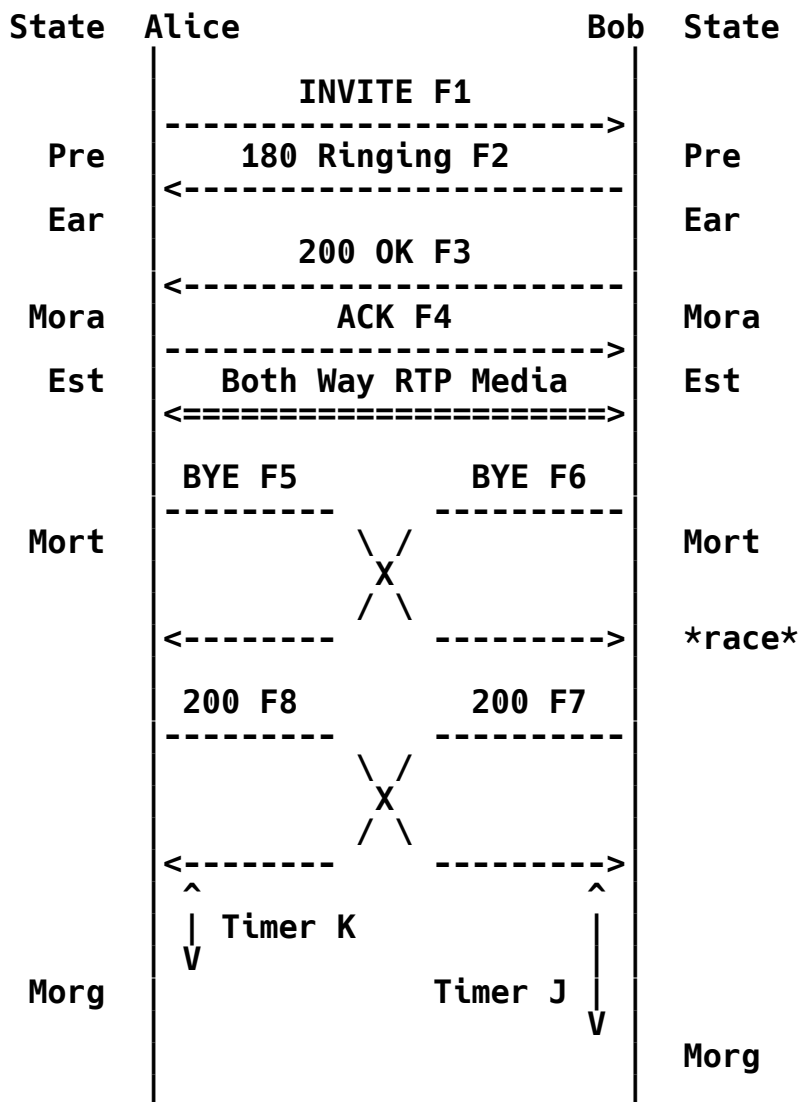 State  Alice                  Bob  State
INVITE F1
Pre       180 Ringing F2         Pre
Ear                              Ear
200 OK F3
Mora            ACK F4            Mora
Est      Both Way RTP Media      Est
BYE F5         BYE F6
Mort                              Mort
X
*race*
200 F8         200 F7
X
Timer K
Morg                 Timer J
Morg